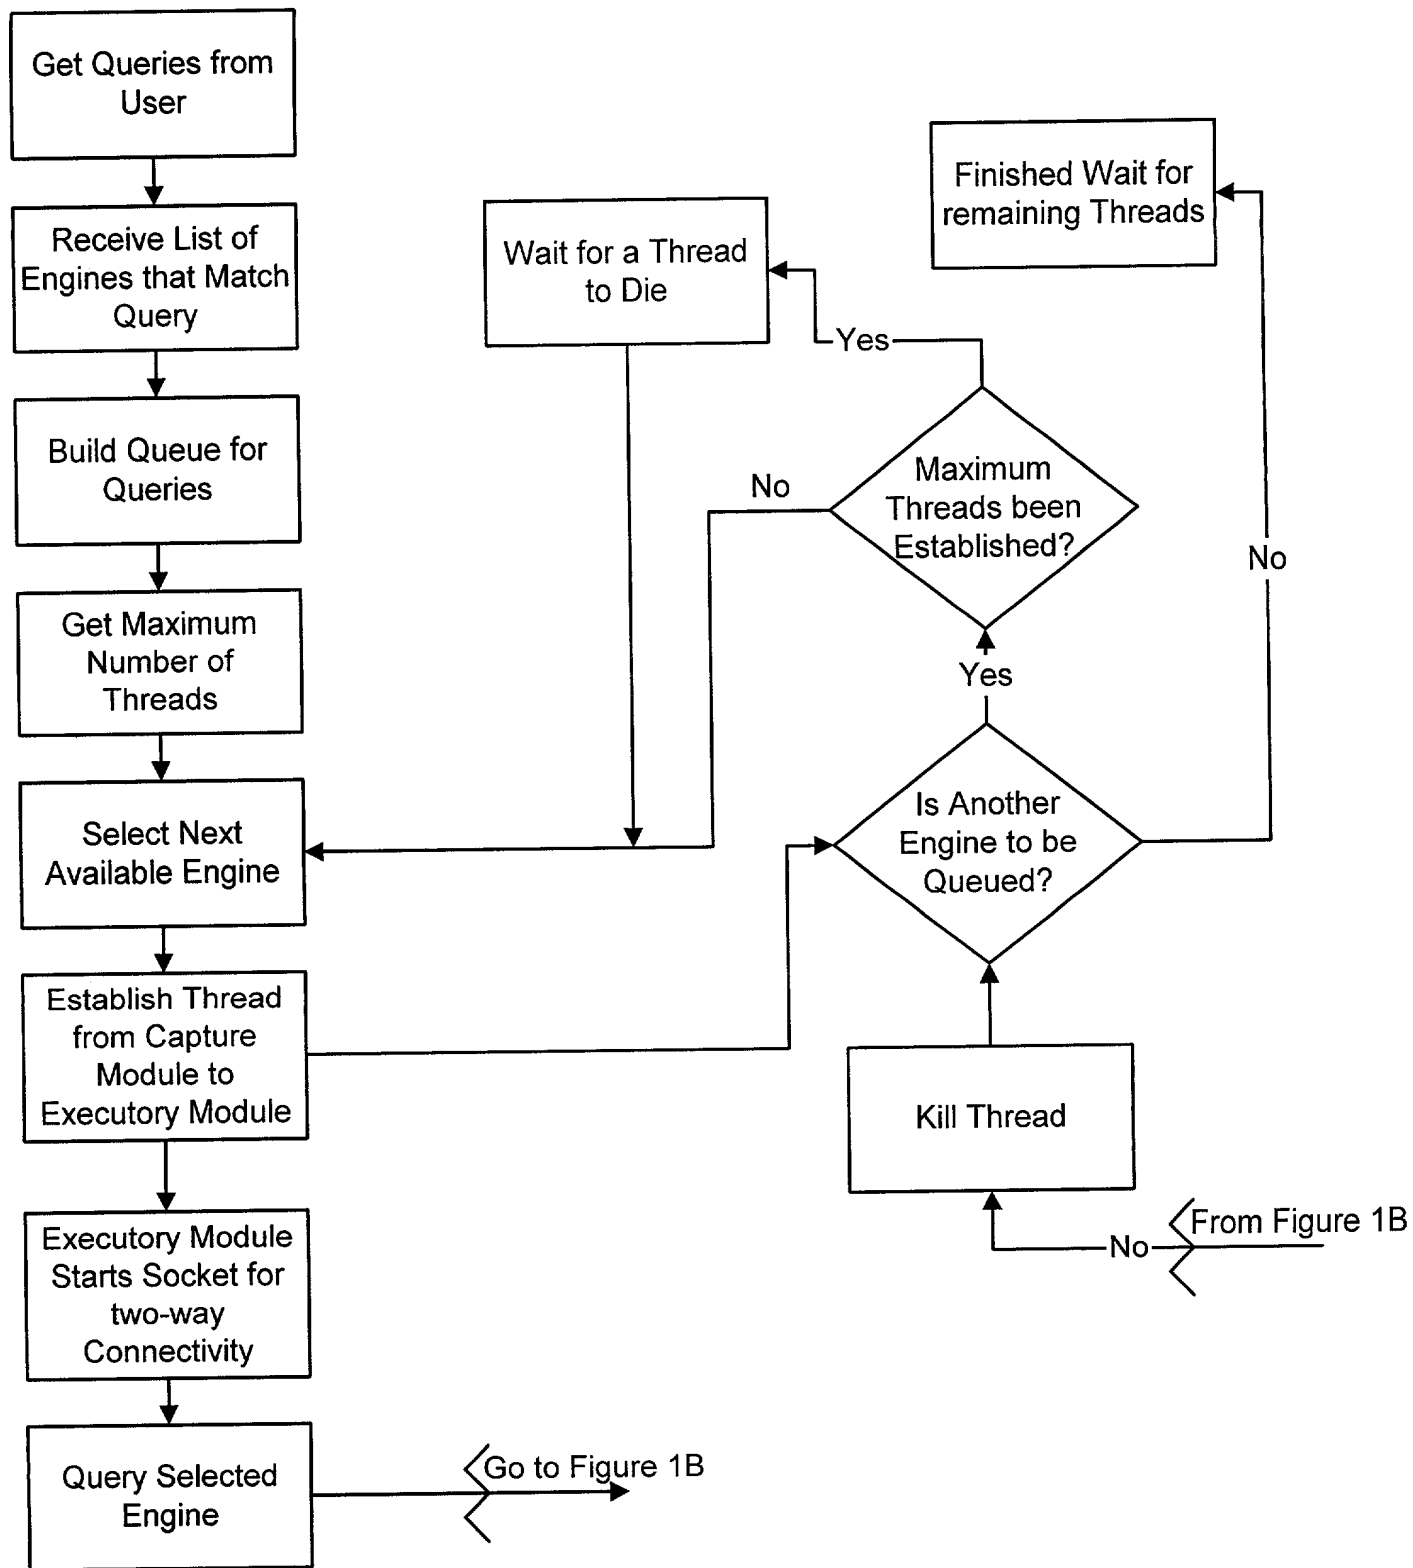 Get Queries from
User
Receive List of
Engines that Match
Query
Build Queue for
Queries
Get Maximum
Number of
Threads
Select Next
Available Engine
Establish Thread
from Capture
Module to
Executory Module
Executory Module
Starts Socket for
two-way
Connectivity
Query Selected
Engine
Go to Figure 1B
Wait for a Thread
to Die
Finished Wait for
remaining Threads
Yes
Maximum
Threads been
Established?
No
No
Yes
Is Another
Engine to be
Queued?
Kill Thread
From Figure 1B
No